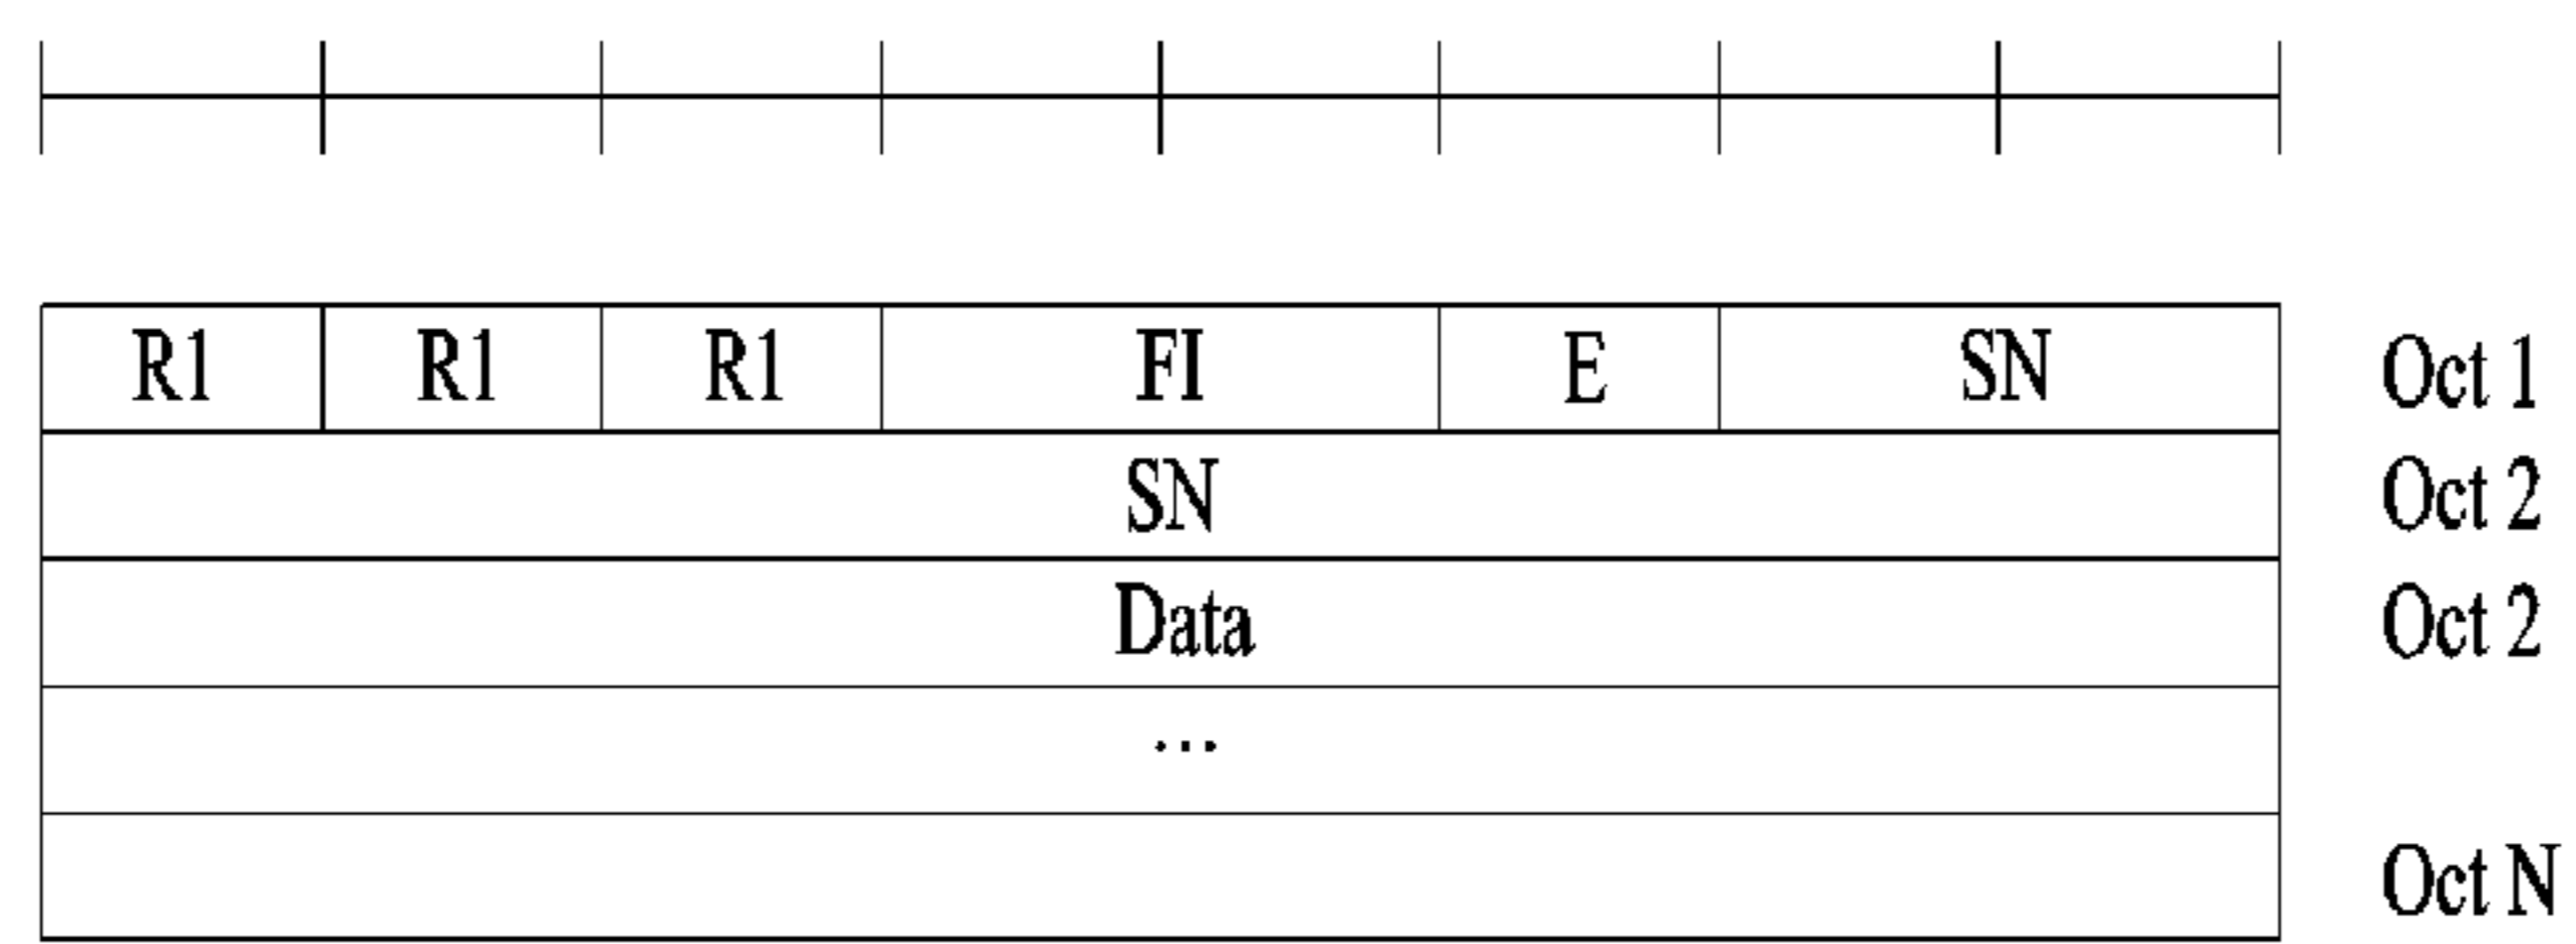 R1 R1 R1 FI E SN Oct 1
SN Oct 2
Data Oct 2
...
Oct N